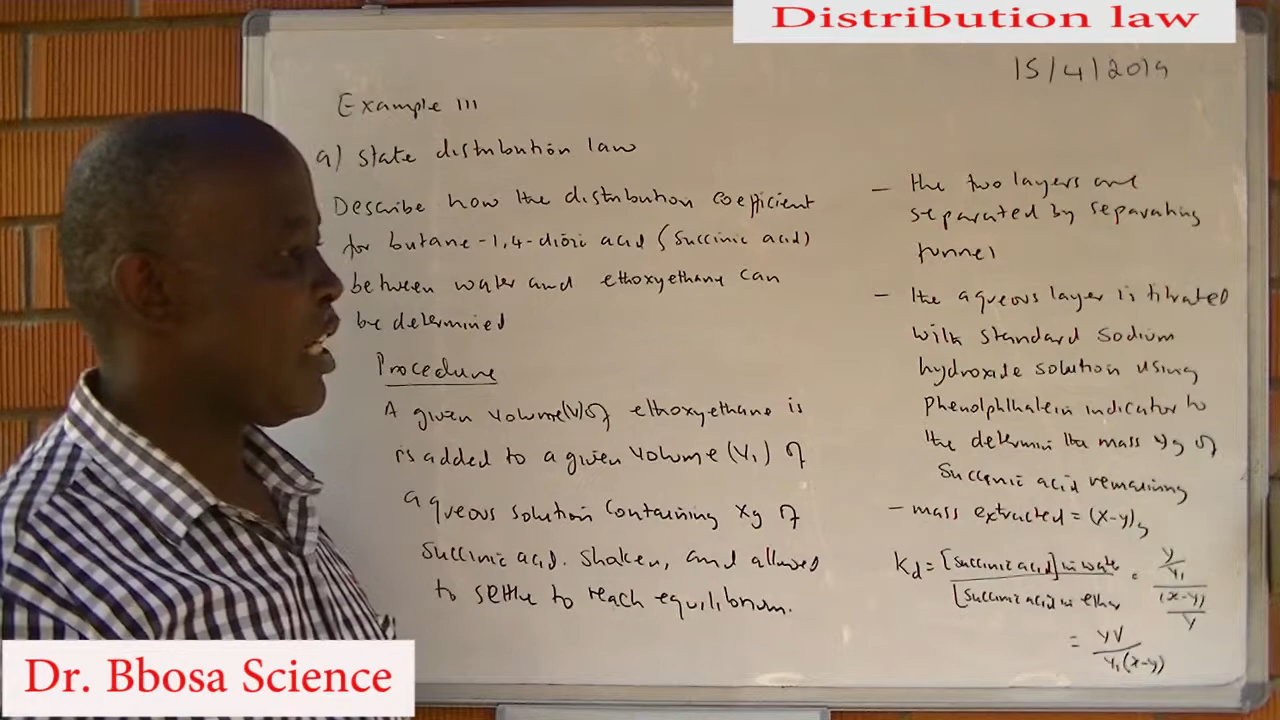 Distribution law
15/4/2019
Example III
a) State distribution law
Describe how the distribution coefficient
for butane-1,4-dioic acid (Succinic acid)
between water and ethoxyethane can
be determined
Procedure
A given volume(V) of ethoxyethane is
is added to a given volume (V₁) of
aqueous solution containing xg of
succinic acid. Shaken, and allowed
to settle to reach equilibrium.
- the two layers are
separated by separating
funnel
- the aqueous layer is titrated
with standard sodium
hydroxide solution using
phenolphthalein indicator to
the determine the mass yg of
succinic acid remaining
- mass extracted = (x-y)g
Kd = [succinic acid] in water / [succinic acid in ether = y/V₁ / (x-y)/V
= yV / V₁(x-y)
Dr. Bbosa Science